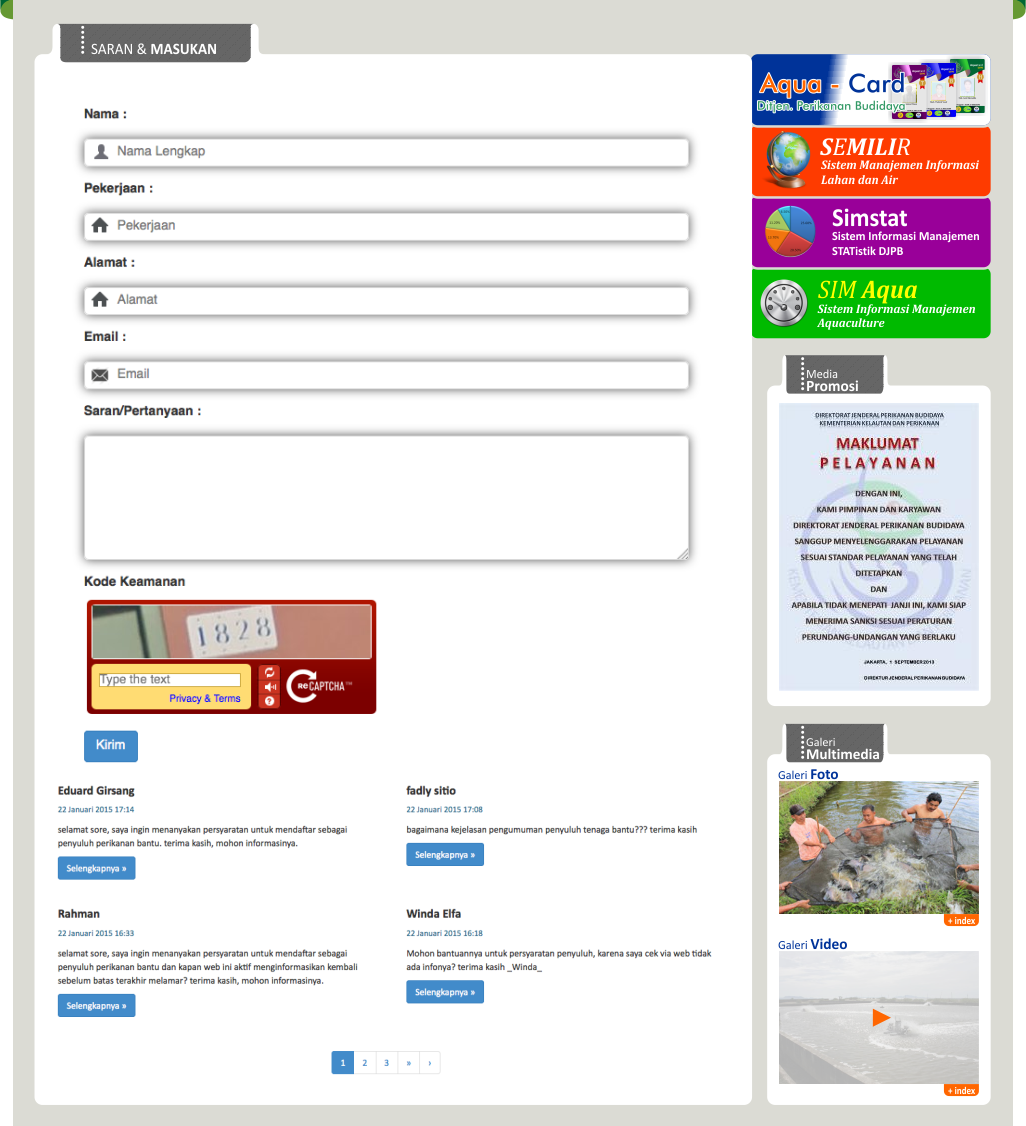 SARAN & MASUKAN
Nama :
Nama Lengkap
Pekerjaan :
Pekerjaan
Alamat :
Alamat
Email :
Email
Saran/Pertanyaan :
Kode Keamanan
1828
Type the text
Privacy & Terms
reCAPTCHA™
Kirim
Eduard Girsang
22 Januari 2015 17:14
selamat sore, saya ingin menanyakan persyaratan untuk mendaftar sebagai
penyuluh perikanan bantu. terima kasih, mohon informasinya.
Selengkapnya »
fadly sitio
22 Januari 2015 17:08
bagaimana kejelasan pengumuman penyuluh tenaga bantu??? terima kasih
Selengkapnya »
Rahman
22 Januari 2015 16:33
selamat sore, saya ingin menanyakan persyaratan untuk mendaftar sebagai
penyuluh perikanan bantu dan kapan web ini aktif menginformasikan kembali
sebelum batas terakhir melamar? terima kasih, mohon informasinya.
Selengkapnya »
Winda Elfa
22 Januari 2015 16:18
Mohon bantuannya untuk persyaratan penyuluh, karena saya cek via web tidak
ada infonya? terima kasih _Winda_
Selengkapnya »
1 2 3 » ›
Aqua - Card
Ditjen. Perikanan Budidaya
SEMILIR
Sistem Manajemen Informasi
Lahan dan Air
Simstat
Sistem Informasi Manajemen
STATistik DJPB
SIM Aqua
Sistem Informasi Manajemen
Aquaculture
Media
Promosi
DIREKTORAT JENDERAL PERIKANAN BUDIDAYA
KEMENTERIAN KELAUTAN DAN PERIKANAN
MAKLUMAT
PELAYANAN
DENGAN INI,
KAMI PIMPINAN DAN KARYAWAN
DIREKTORAT JENDERAL PERIKANAN BUDIDAYA
SANGGUP MENYELENGGARAKAN PELAYANAN
SESUAI STANDAR PELAYANAN YANG TELAH
DITETAPKAN
DAN
APABILA TIDAK MENEPATI JANJI INI, KAMI SIAP
MENERIMA SANKSI SESUAI PERATURAN
PERUNDANG-UNDANGAN YANG BERLAKU
JAKARTA, 1 SEPTEMBER 2013
DIREKTUR JENDERAL PERIKANAN BUDIDAYA
Galeri
Multimedia
Galeri Foto
+ index
Galeri Video
+ index